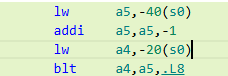 lw a5,-40(s0)
addi a5,a5,-1
lw a4,-20(s0)
blt a4,a5,.L8